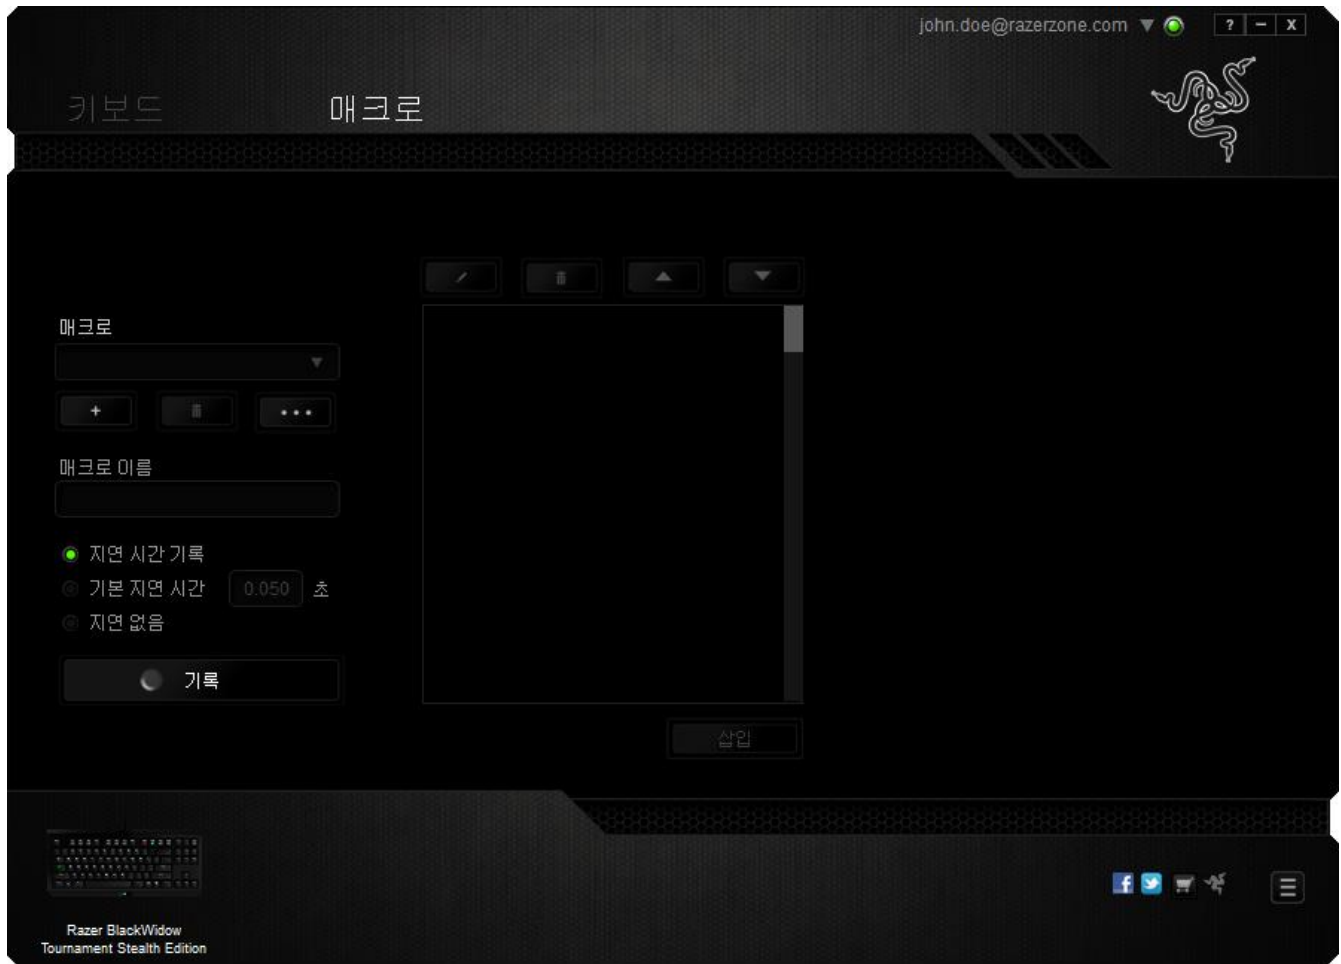 john.doe@razerzone.com ▼ ? – X
키보드 매크로
매크로
매크로 이름
지연 시간 기록
기본 지연 시간 0.050 초
지연 없음
기록
삽입
Razer BlackWidow
Tournament Stealth Edition